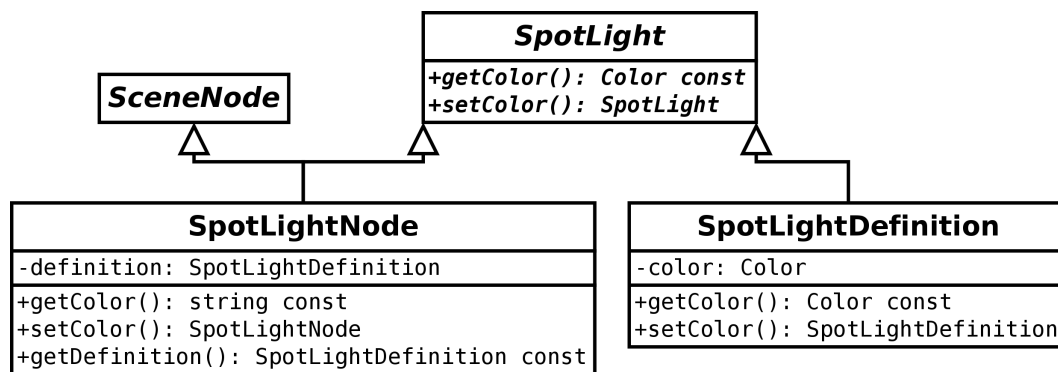 SpotLight
+getColor(): Color const
+setColor(): SpotLight
SceneNode
SpotLightNode
-definition: SpotLightDefinition
+getColor(): string const
+setColor(): SpotLightNode
+getDefinition(): SpotLightDefinition const
SpotLightDefinition
-color: Color
+getColor(): Color const
+setColor(): SpotLightDefinition